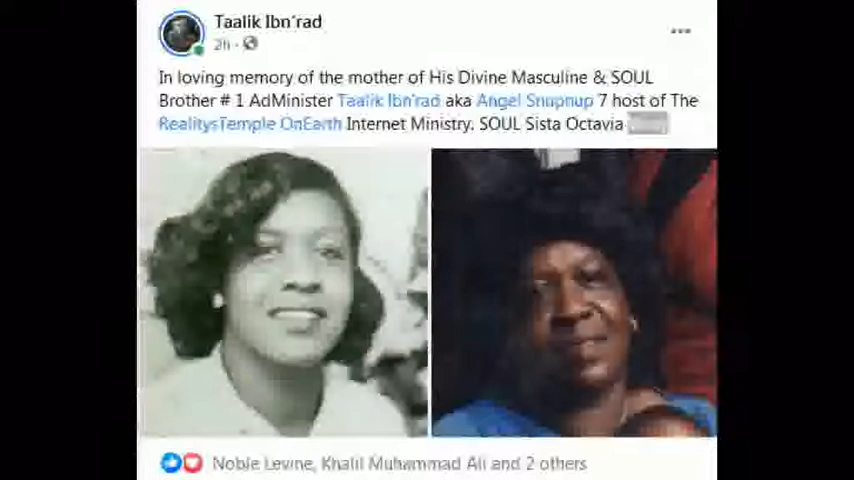 Taalik Ibn'rad
2h ·
In loving memory of the mother of His Divine Masculine & SOUL
Brother # 1 AdMinister Taalik Ibn'rad aka Angel Snupnup 7 host of The
RealitysTemple OnEarth Internet Ministry. SOUL Sista Octavia
Noble Levine, Khalil Muhammad Ali and 2 others